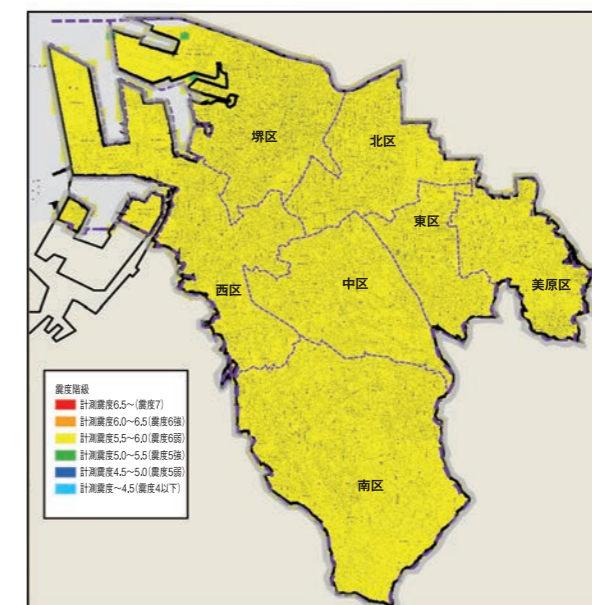 堺区
北区
東区
美原区
中区
西区
南区
震度階級
計測震度6.5～(震度7)
計測震度6.0～6.5(震度6強)
計測震度5.5～6.0(震度6弱)
計測震度5.0～5.5(震度5強)
計測震度4.5～5.0(震度5弱)
計測震度～4.5(震度4以下)